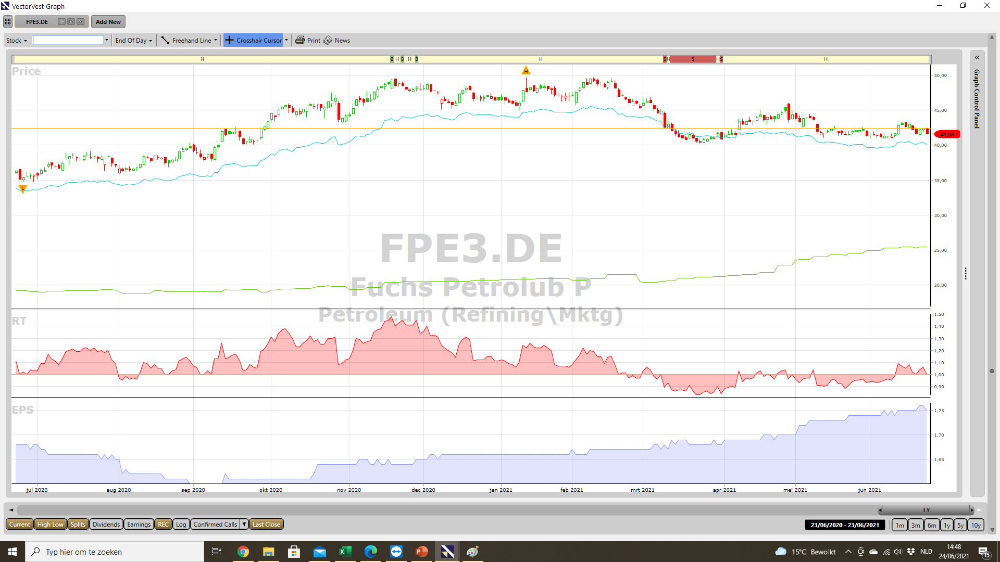 VectorVest Graph
FPE3.DE Add New
Stock End Of Day Freehand Line Crosshair Cursor Print News
H B H B H B H S H S H S H
Price
H
50,00
45,00
41,58
40,00
L
35,00
30,00
25,00
20,00
FPE3.DE
Fuchs Petrolub P
Petroleum (Refining\Mktg)
Graph Control Panel
RT
1,50
1,40
1,30
1,20
1,10
1,00
0,90
EPS
1,75
1,70
1,65
jul 2020 aug 2020 sep 2020 okt 2020 nov 2020 dec 2020 jan 2021 feb 2021 mrt 2021 apr 2021 mei 2021 jun 2021
1 Y
Current High Low Splits Dividends Earnings REC Log Confirmed Calls Last Close 23/06/2020 - 23/06/2021 1m 3m 6m 1y 5y 10y
Typ hier om te zoeken 15°C Bewolkt NLD 14:48
24/06/2021 15